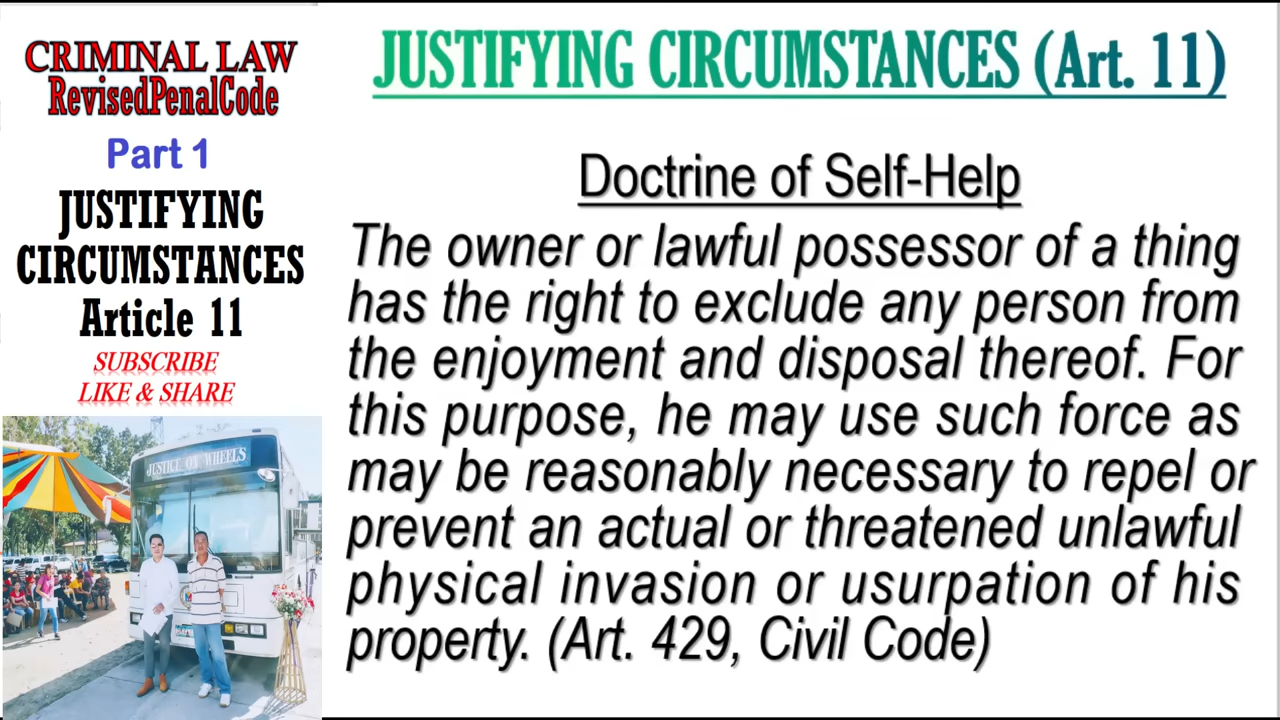 CRIMINAL LAW
RevisedPenalCode
Part 1
JUSTIFYING
CIRCUMSTANCES
Article 11
SUBSCRIBE
LIKE & SHARE
JUSTICE ON WHEELS
JUSTIFYING CIRCUMSTANCES (Art. 11)
Doctrine of Self-Help
The owner or lawful possessor of a thing
has the right to exclude any person from
the enjoyment and disposal thereof. For
this purpose, he may use such force as
may be reasonably necessary to repel or
prevent an actual or threatened unlawful
physical invasion or usurpation of his
property. (Art. 429, Civil Code)